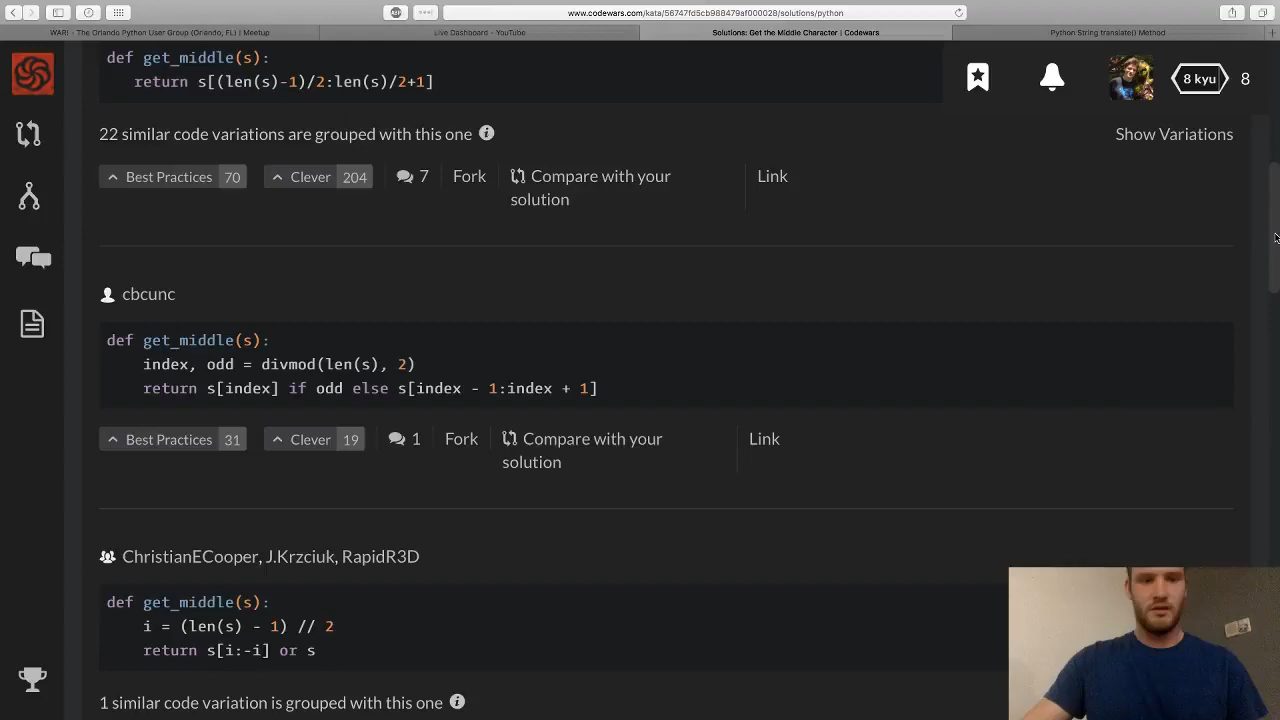 www.codewars.com/kata/56747fd5cb988479af000028/solutions/python
WARI - The Orlando Python User Group (Orlando, FL) | Meetup
Live Dashboard - YouTube
Solutions: Get the Middle Character | Codewars
Python String translate() Method
def get_middle(s):
return s[(len(s)-1)/2:len(s)/2+1]
8 kyu
8
22 similar code variations are grouped with this one
Show Variations
Best Practices 70 Clever 204 7 Fork Compare with your Link
solution
cbcunc
def get_middle(s):
index, odd = divmod(len(s), 2)
return s[index] if odd else s[index - 1:index + 1]
Best Practices 31 Clever 19 1 Fork Compare with your Link
solution
ChristianECooper, J.Krzciuk, RapidR3D
def get_middle(s):
i = (len(s) - 1) // 2
return s[i:-i] or s
1 similar code variation is grouped with this one